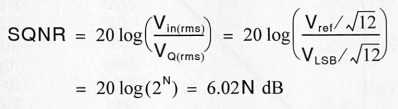 SQNR = 20 log(V_in(rms) / V_Q(rms)) = 20 log((V_ref/√12) / (V_LSB/√12))
= 20 log(2^N) = 6.02N dB